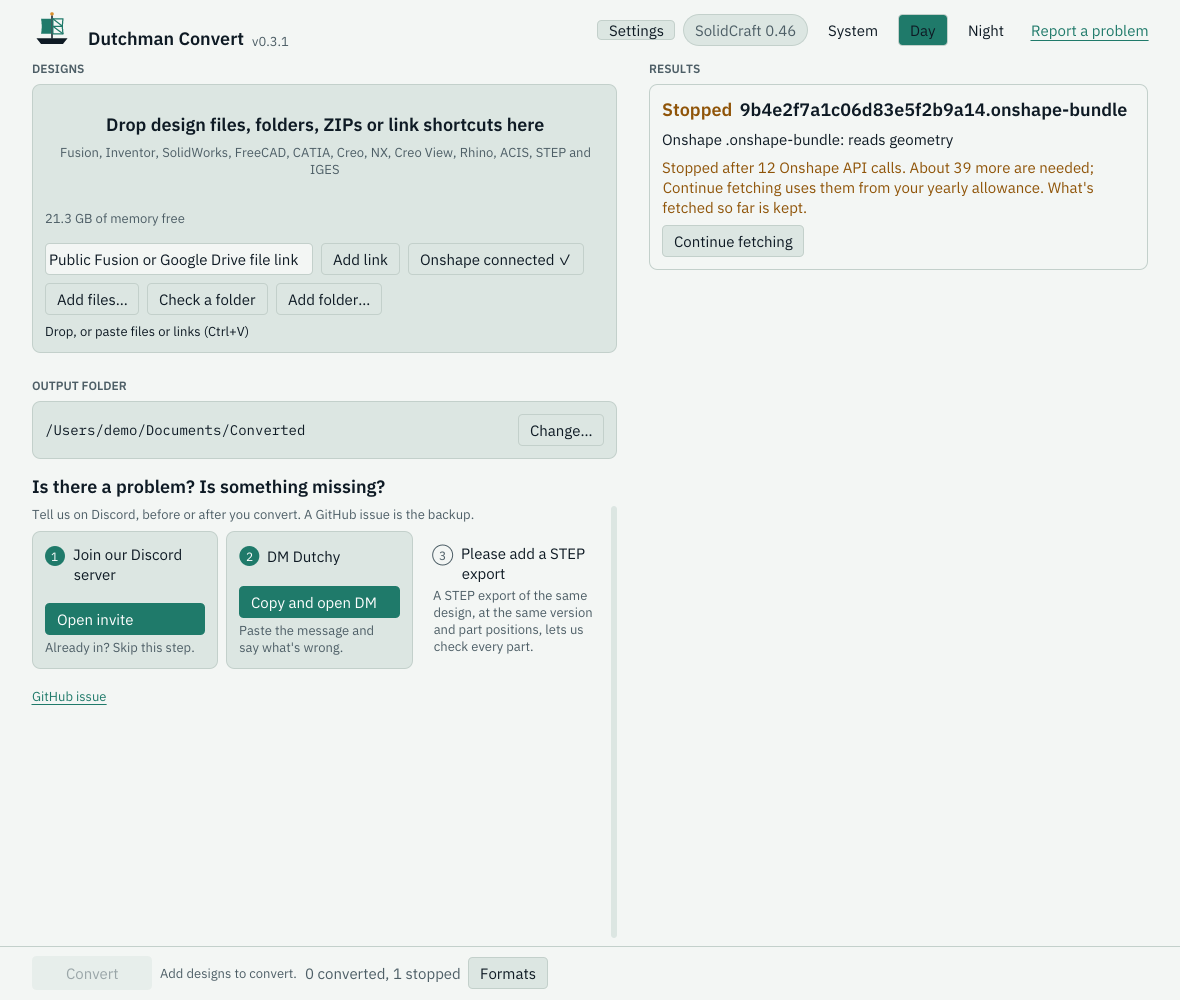 Dutchman Convert v0.3.1
Settings
SolidCraft 0.46
System
Day
Night
Report a problem
DESIGNS
Drop design files, folders, ZIPs or link shortcuts here
Fusion, Inventor, SolidWorks, FreeCAD, CATIA, Creo, NX, Creo View, Rhino, ACIS, STEP and
IGES
21.3 GB of memory free
Public Fusion or Google Drive file link
Add link
Onshape connected ✓
Add files...
Check a folder
Add folder...
Drop, or paste files or links (Ctrl+V)
OUTPUT FOLDER
/Users/demo/Documents/Converted
Change...
Is there a problem? Is something missing?
Tell us on Discord, before or after you convert. A GitHub issue is the backup.
1 Join our Discord
server
Open invite
Already in? Skip this step.
2 DM Dutchy
Copy and open DM
Paste the message and
say what's wrong.
3 Please add a STEP
export
A STEP export of the same
design, at the same version
and part positions, lets us
check every part.
GitHub issue
RESULTS
Stopped 9b4e2f7a1c06d83e5f2b9a14.onshape-bundle
Onshape .onshape-bundle: reads geometry
Stopped after 12 Onshape API calls. About 39 more are needed;
Continue fetching uses them from your yearly allowance. What's
fetched so far is kept.
Continue fetching
Convert
Add designs to convert.
0 converted, 1 stopped
Formats